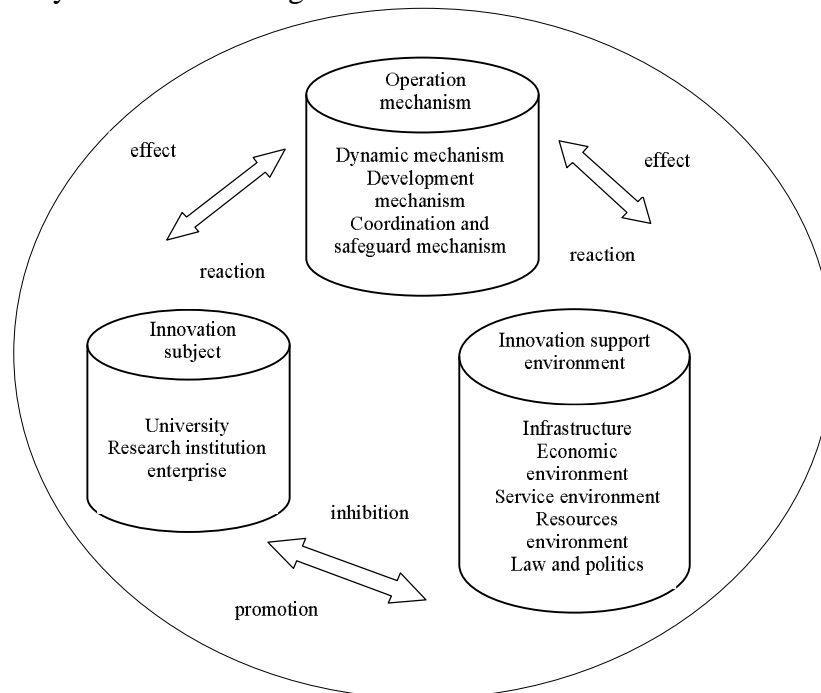 Operation
mechanism
effect
effect
Dynamic mechanism
Development
mechanism
Coordination and
safeguard mechanism
reaction
reaction
Innovation
subject
Innovation support
environment
University
Research institution
enterprise
Infrastructure
Economic
environment
Service environment
Resources
environment
Law and politics
inhibition
promotion